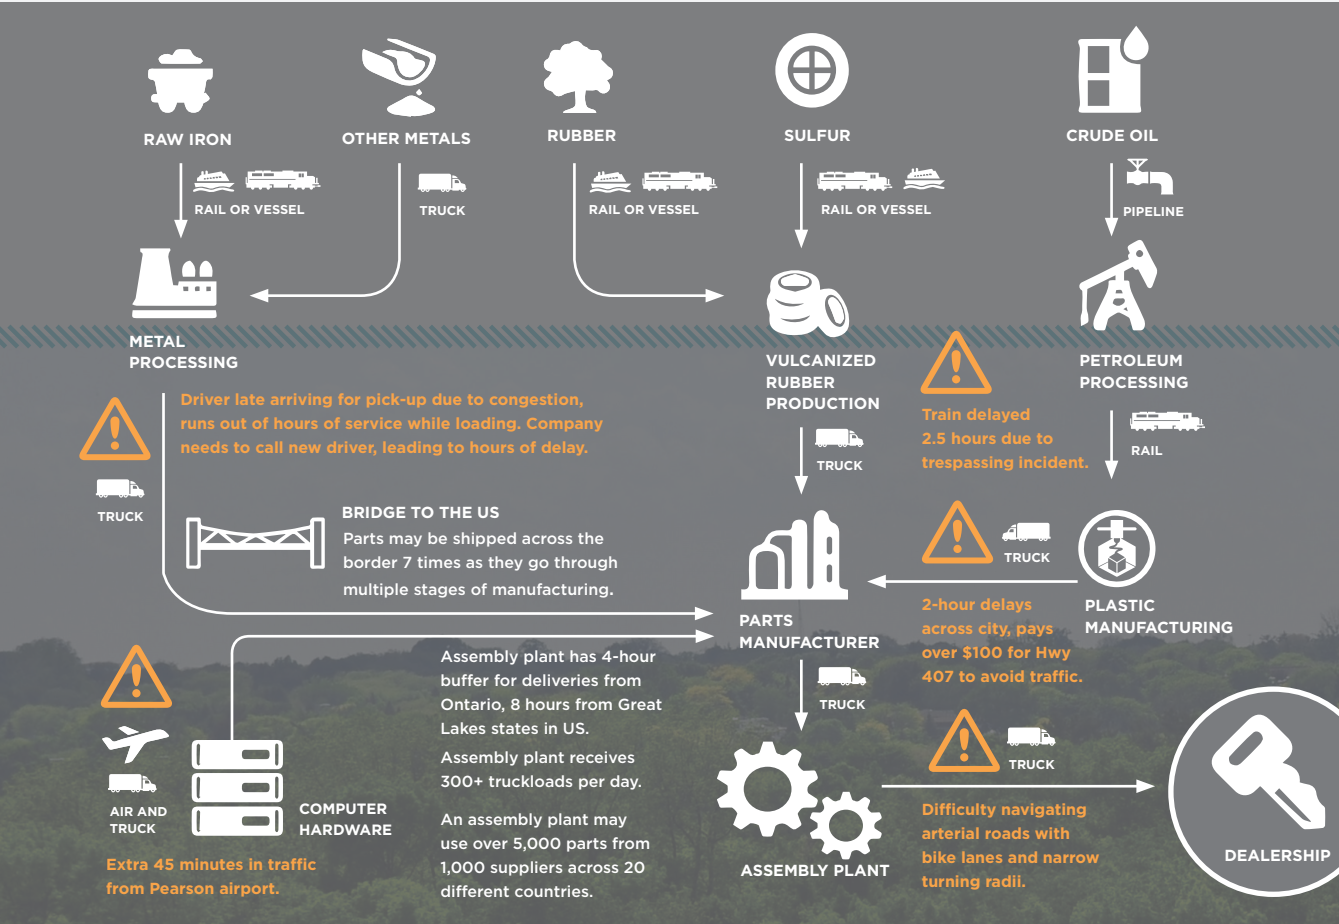 RAW IRON
OTHER METALS
RUBBER
SULFUR
CRUDE OIL
RAIL OR VESSEL
TRUCK
RAIL OR VESSEL
RAIL OR VESSEL
PIPELINE
METAL
PROCESSING
VULCANIZED
RUBBER
PRODUCTION
PETROLEUM
PROCESSING
Driver late arriving for pick-up due to congestion,
runs out of hours of service while loading. Company
needs to call new driver, leading to hours of delay.
TRUCK
TRUCK
Train delayed
2.5 hours due to
trespassing incident.
RAIL
BRIDGE TO THE US
Parts may be shipped across the
border 7 times as they go through
multiple stages of manufacturing.
TRUCK
PLASTIC
MANUFACTURING
2-hour delays
across city, pays
over $100 for Hwy
407 to avoid traffic.
PARTS
MANUFACTURER
TRUCK
Assembly plant has 4-hour
buffer for deliveries from
Ontario, 8 hours from Great
Lakes states in US.
Assembly plant receives
300+ truckloads per day.
An assembly plant may
use over 5,000 parts from
1,000 suppliers across 20
different countries.
AIR AND
TRUCK
COMPUTER
HARDWARE
Extra 45 minutes in traffic
from Pearson airport.
ASSEMBLY PLANT
TRUCK
Difficulty navigating
arterial roads with
bike lanes and narrow
turning radii.
DEALERSHIP